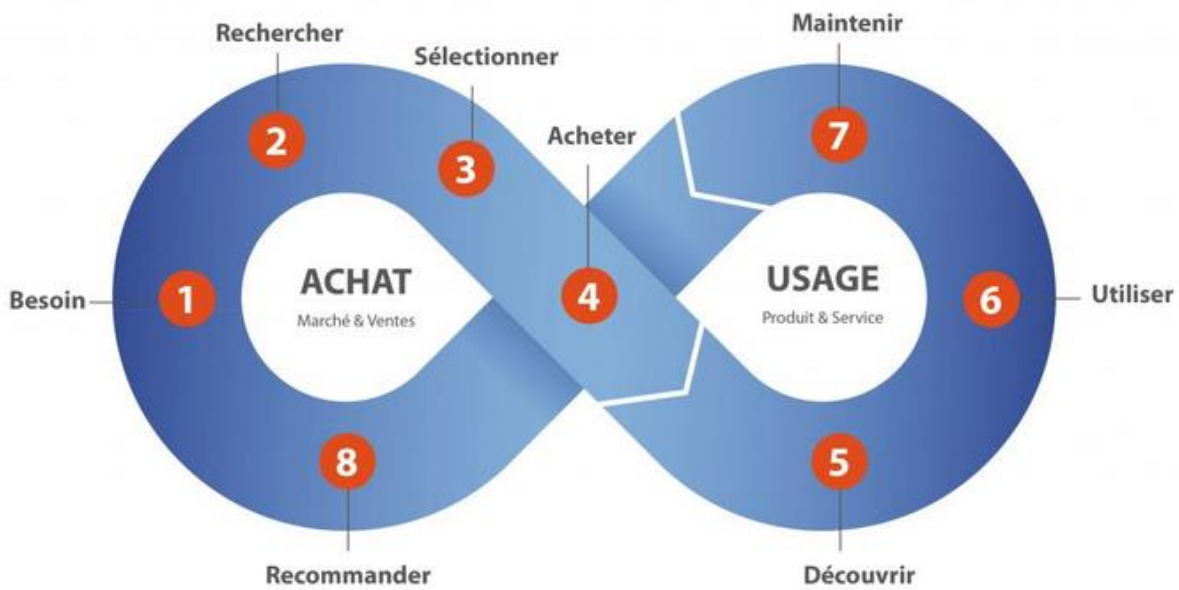 Rechercher
Sélectionner
Acheter
Maintenir
2
3
7
ACHAT
Marché & Ventes
USAGE
Produit & Service
Besoin
1
4
6
Utiliser
8
5
Recommander
Découvrir